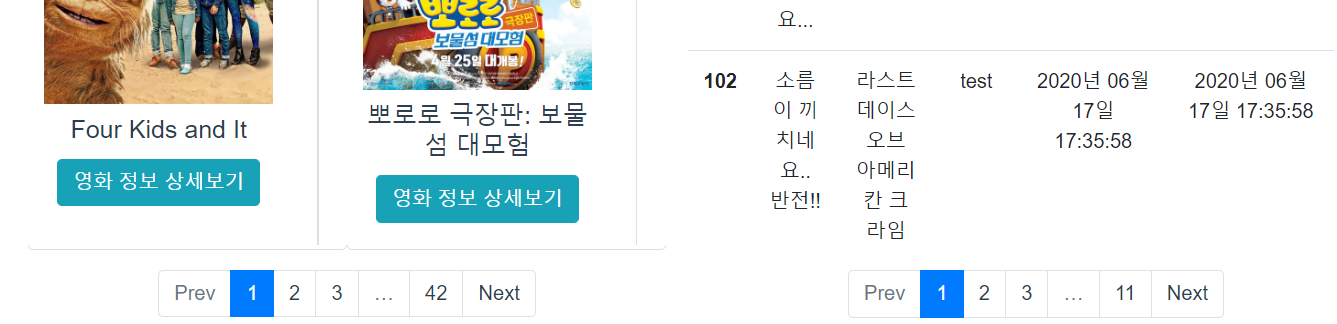 뽀로로 극장판
보물섬 대모험
4월 25일 대개봉!
Four Kids and It
영화 정보 상세보기
뽀로로 극장판: 보물
섬 대모험
영화 정보 상세보기
Prev 1 2 3 … 42 Next
요...
102 소름 라스트 test 2020년 06월 2020년 06월
이 끼 데이스 17일 17일 17:35:58
치네 오브 17:35:58
요.. 아메리
반전!! 칸 크
라임
Prev 1 2 3 … 11 Next